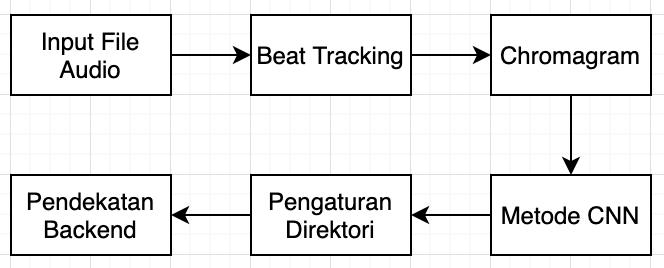 Input File
Audio
Beat Tracking
Chromagram
Metode CNN
Pengaturan
Direktori
Pendekatan
Backend